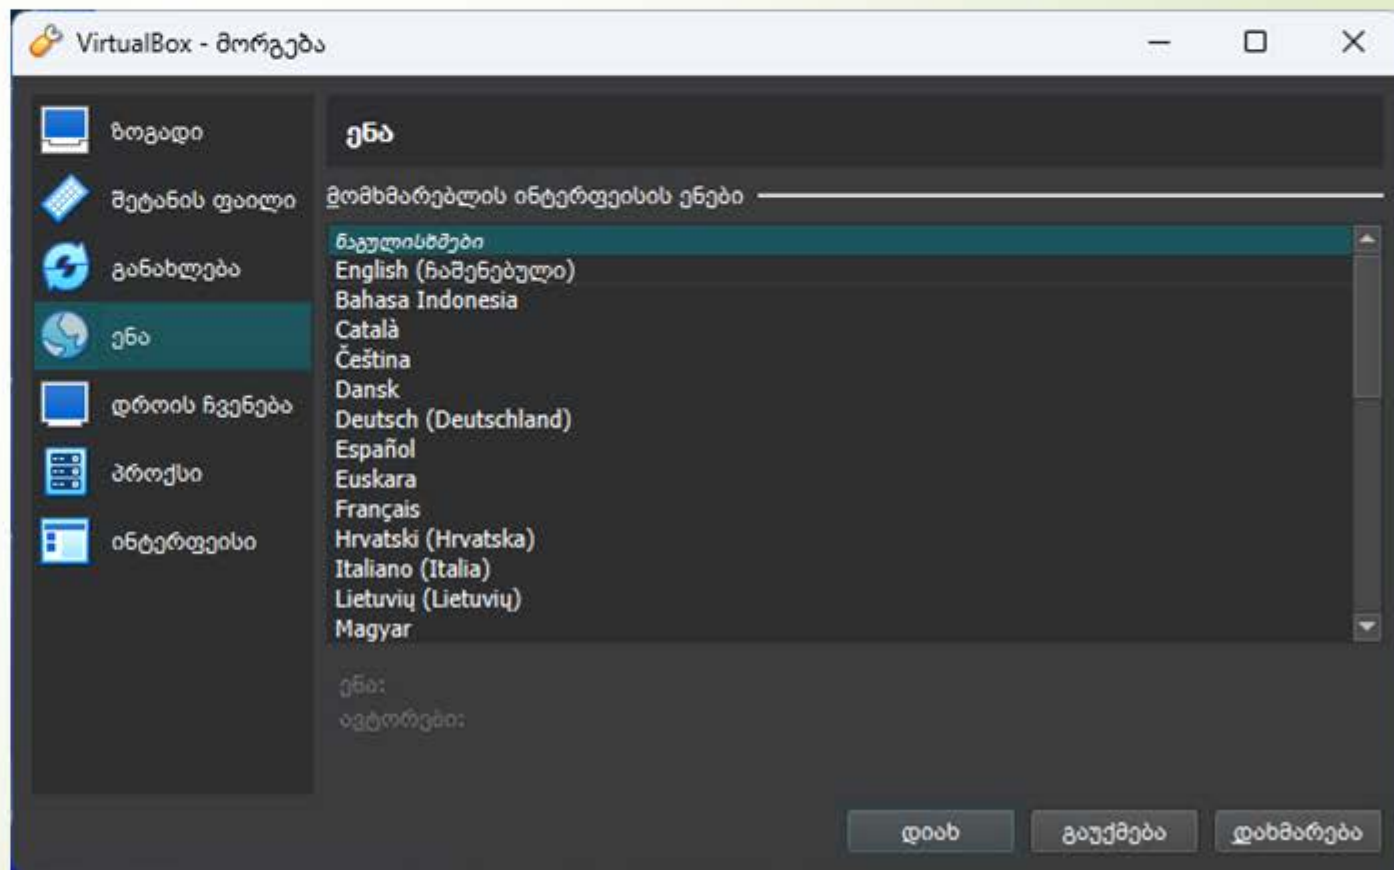 VirtualBox - მორგება
ზოგადი
შეტანის ფაილი
განახლება
ენა
დროის ჩვენება
პროქსი
ინტერფეისი
ენა
მომხმარებლის ინტერფეისის ენები
ნაგულისხმები
English (ჩაშენებული)
Bahasa Indonesia
Català
Čeština
Dansk
Deutsch (Deutschland)
Español
Euskara
Français
Hrvatski (Hrvatska)
Italiano (Italia)
Lietuvių (Lietuvių)
Magyar
ენა:
ავტორები:
დიახ
გაუქმება
დახმარება